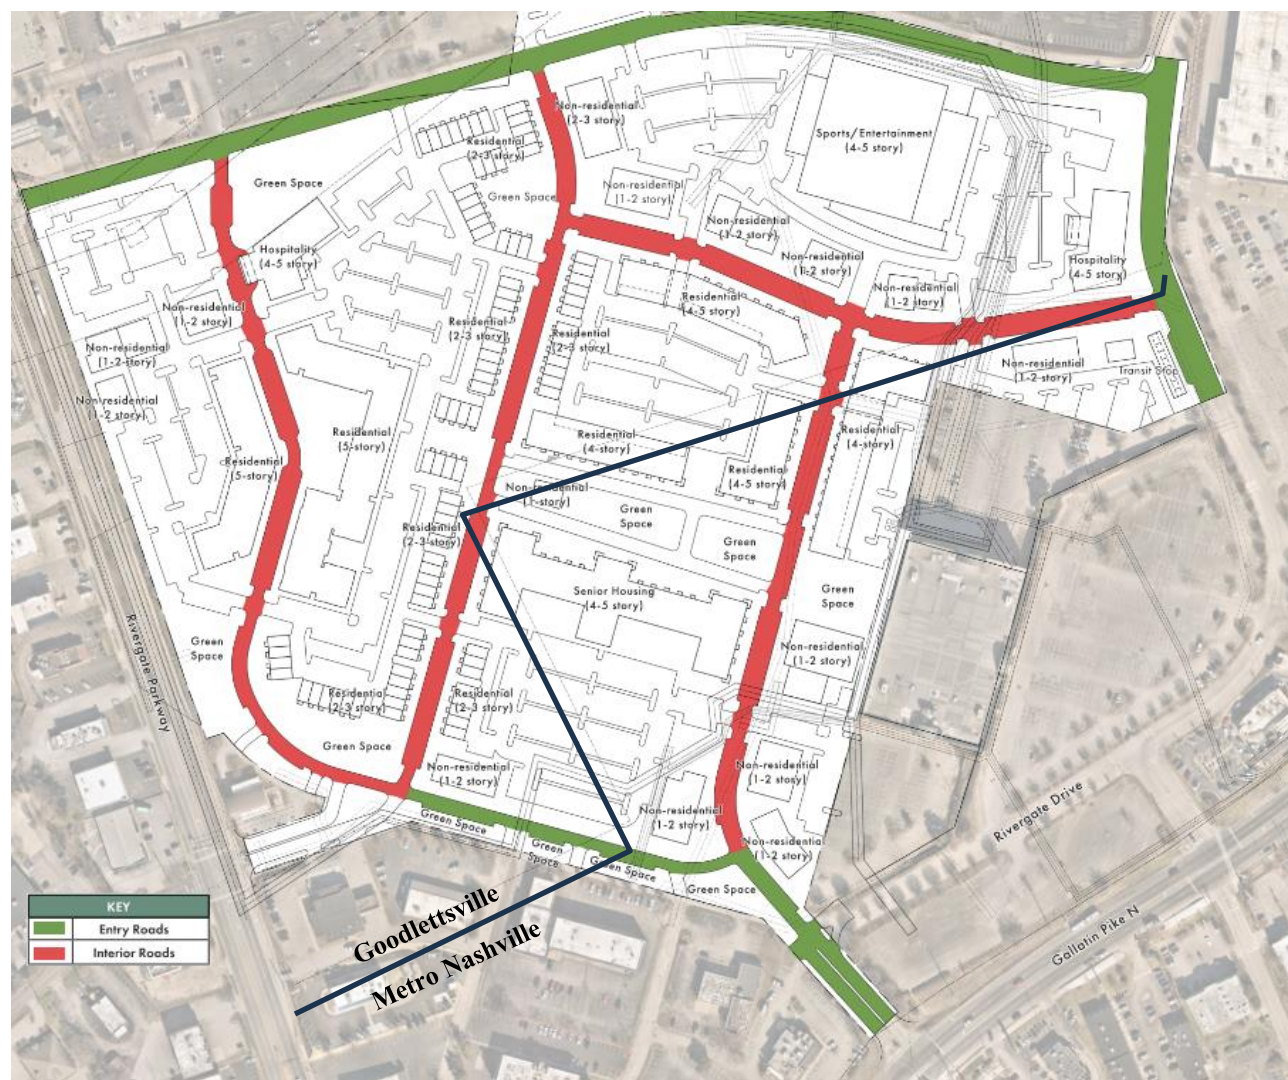 Non-residential
(2-3 story)
Sports/Entertainment
(4-5 story)
Residential
(2-3 story)
Green Space
Green Space
Non-residential
(1-2 story)
Non-residential
(1-2 story)
Hospitality
(4-5 story)
Non-residential
(1-2 story)
Hospitality
(4-5 story)
Non-residential
(1-2 story)
Residential
(4-5 story)
Non-residential
(1-2 story)
Residential
(2-3 story)
Residential
(2-3 story)
Non-residential
(1-2 story)
Non-residential
(1-2 story)
Transit Stop
Non-residential
(1-2 story)
Residential
(5-story)
Residential
(4-story)
Residential
(4-story)
Residential
(5-story)
Residential
(4-5 story)
Non-residential
(1-story)
Green
Space
Residential
(2-3 story)
Green
Space
Senior Housing
(4-5 story)
Green
Space
Rivergate Parkway
Green
Space
Non-residential
(1-2 story)
Residential
(2-3 story)
Residential
(2-3 story)
Green Space
Non-residential
(1-2 story)
Non-residential
(1-2 story)
Rivergate Drive
Non-residential
(1-2 story)
Green Space
Green
Space
Non-residential
(1-2 story)
Green Space
Green Space
Goodlettsville
Metro Nashville
Gallatin Pike N
KEY
Entry Roads
Interior Roads